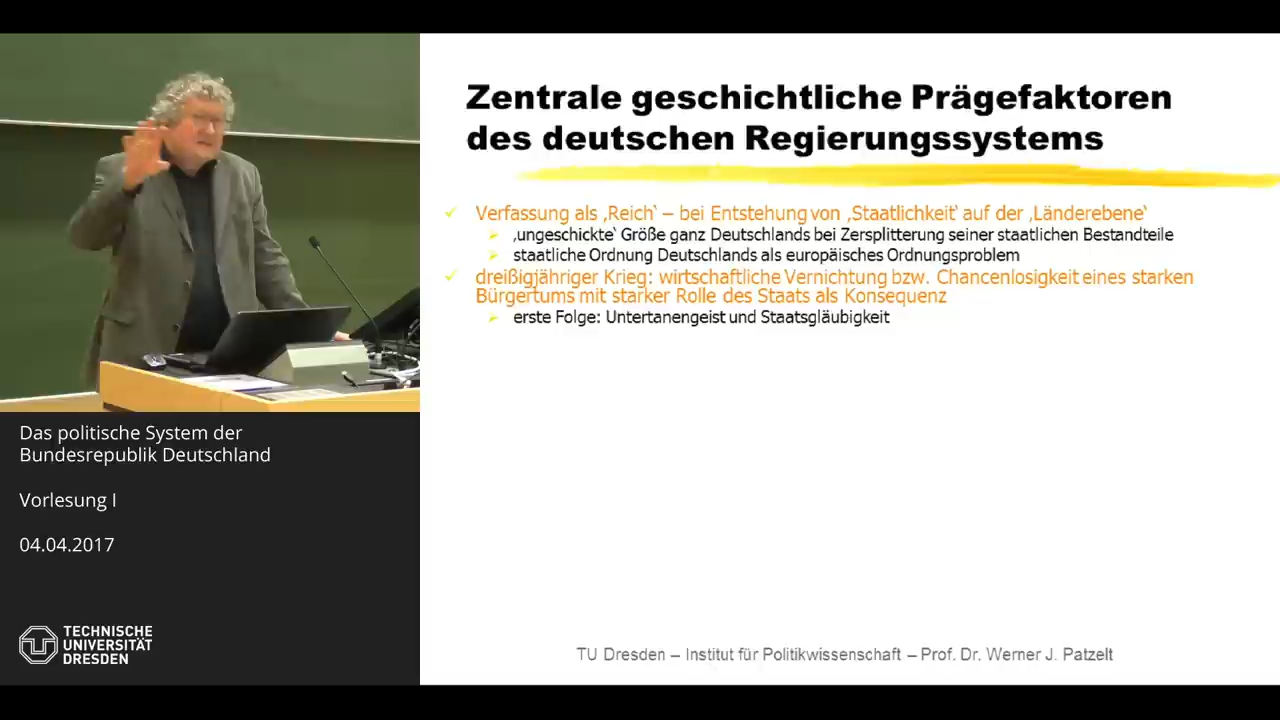 Zentrale geschichtliche Prägefaktoren
des deutschen Regierungssystems
Verfassung als ‚Reich‘ – bei Entstehung von ‚Staatlichkeit‘ auf der ‚Länderebene‘
‚ungeschickte‘ Größe ganz Deutschlands bei Zersplitterung seiner staatlichen Bestandteile
staatliche Ordnung Deutschlands als europäisches Ordnungsproblem
dreißigjähriger Krieg: wirtschaftliche Vernichtung bzw. Chancenlosigkeit eines starken
Bürgertums mit starker Rolle des Staats als Konsequenz
erste Folge: Untertanengeist und Staatsgläubigkeit
TU Dresden – Institut für Politikwissenschaft – Prof. Dr. Werner J. Patzelt
Das politische System der
Bundesrepublik Deutschland
Vorlesung I
04.04.2017
TECHNISCHE
UNIVERSITÄT
DRESDEN